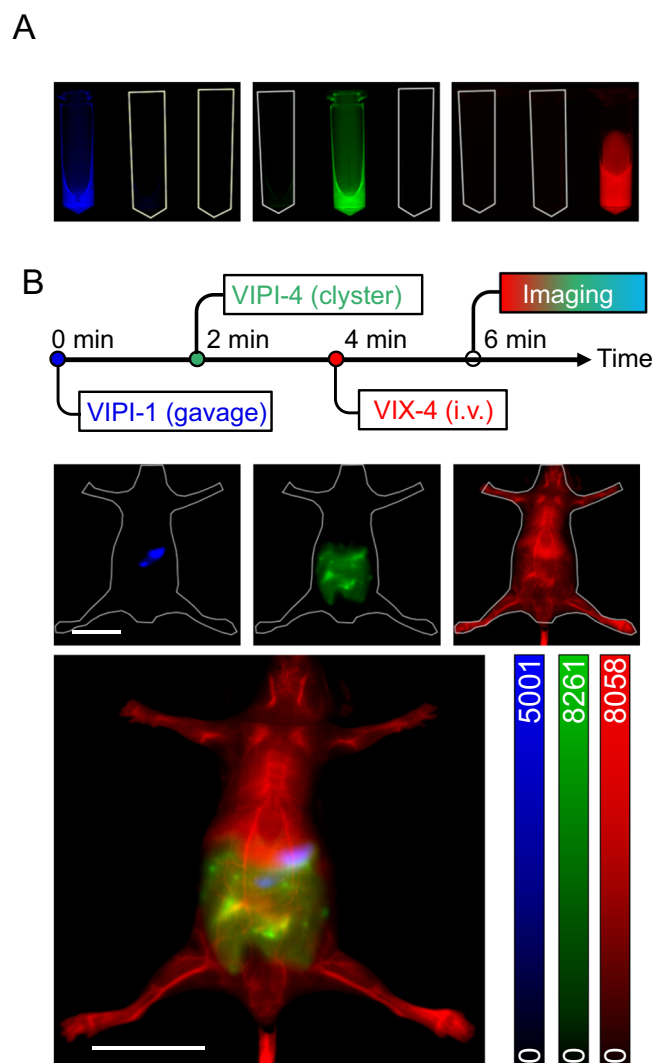 A
B
VIPI-4 (clyster)
Imaging
0 min
2 min
4 min
6 min
Time
VIPI-1 (gavage)
VIX-4 (i.v.)
5001
8261
8058
0
0
0